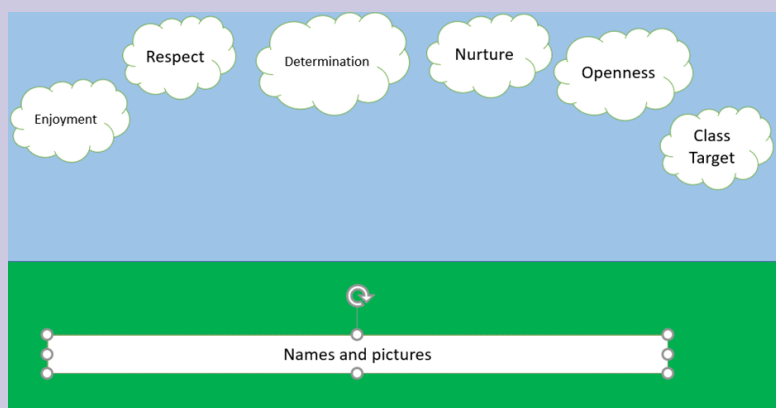 Enjoyment
Respect
Determination
Nurture
Openness
Class
Target
Names and pictures